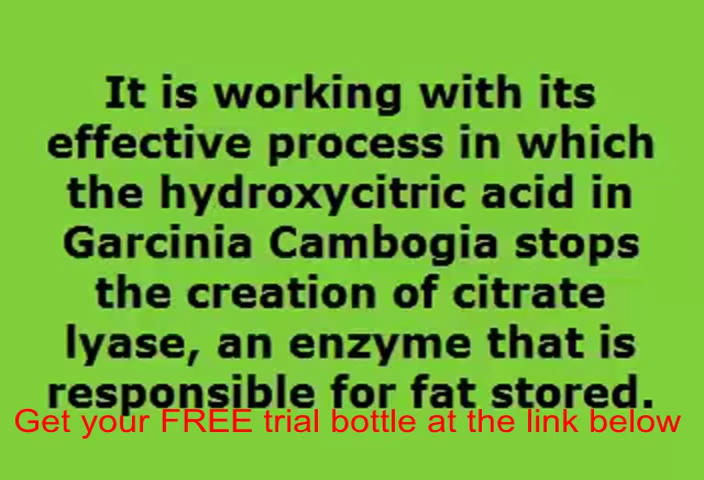 It is working with its
effective process in which
the hydroxycitric acid in
Garcinia Cambogia stops
the creation of citrate
lyase, an enzyme that is
responsible for fat stored.
Get your FREE trial bottle at the link below